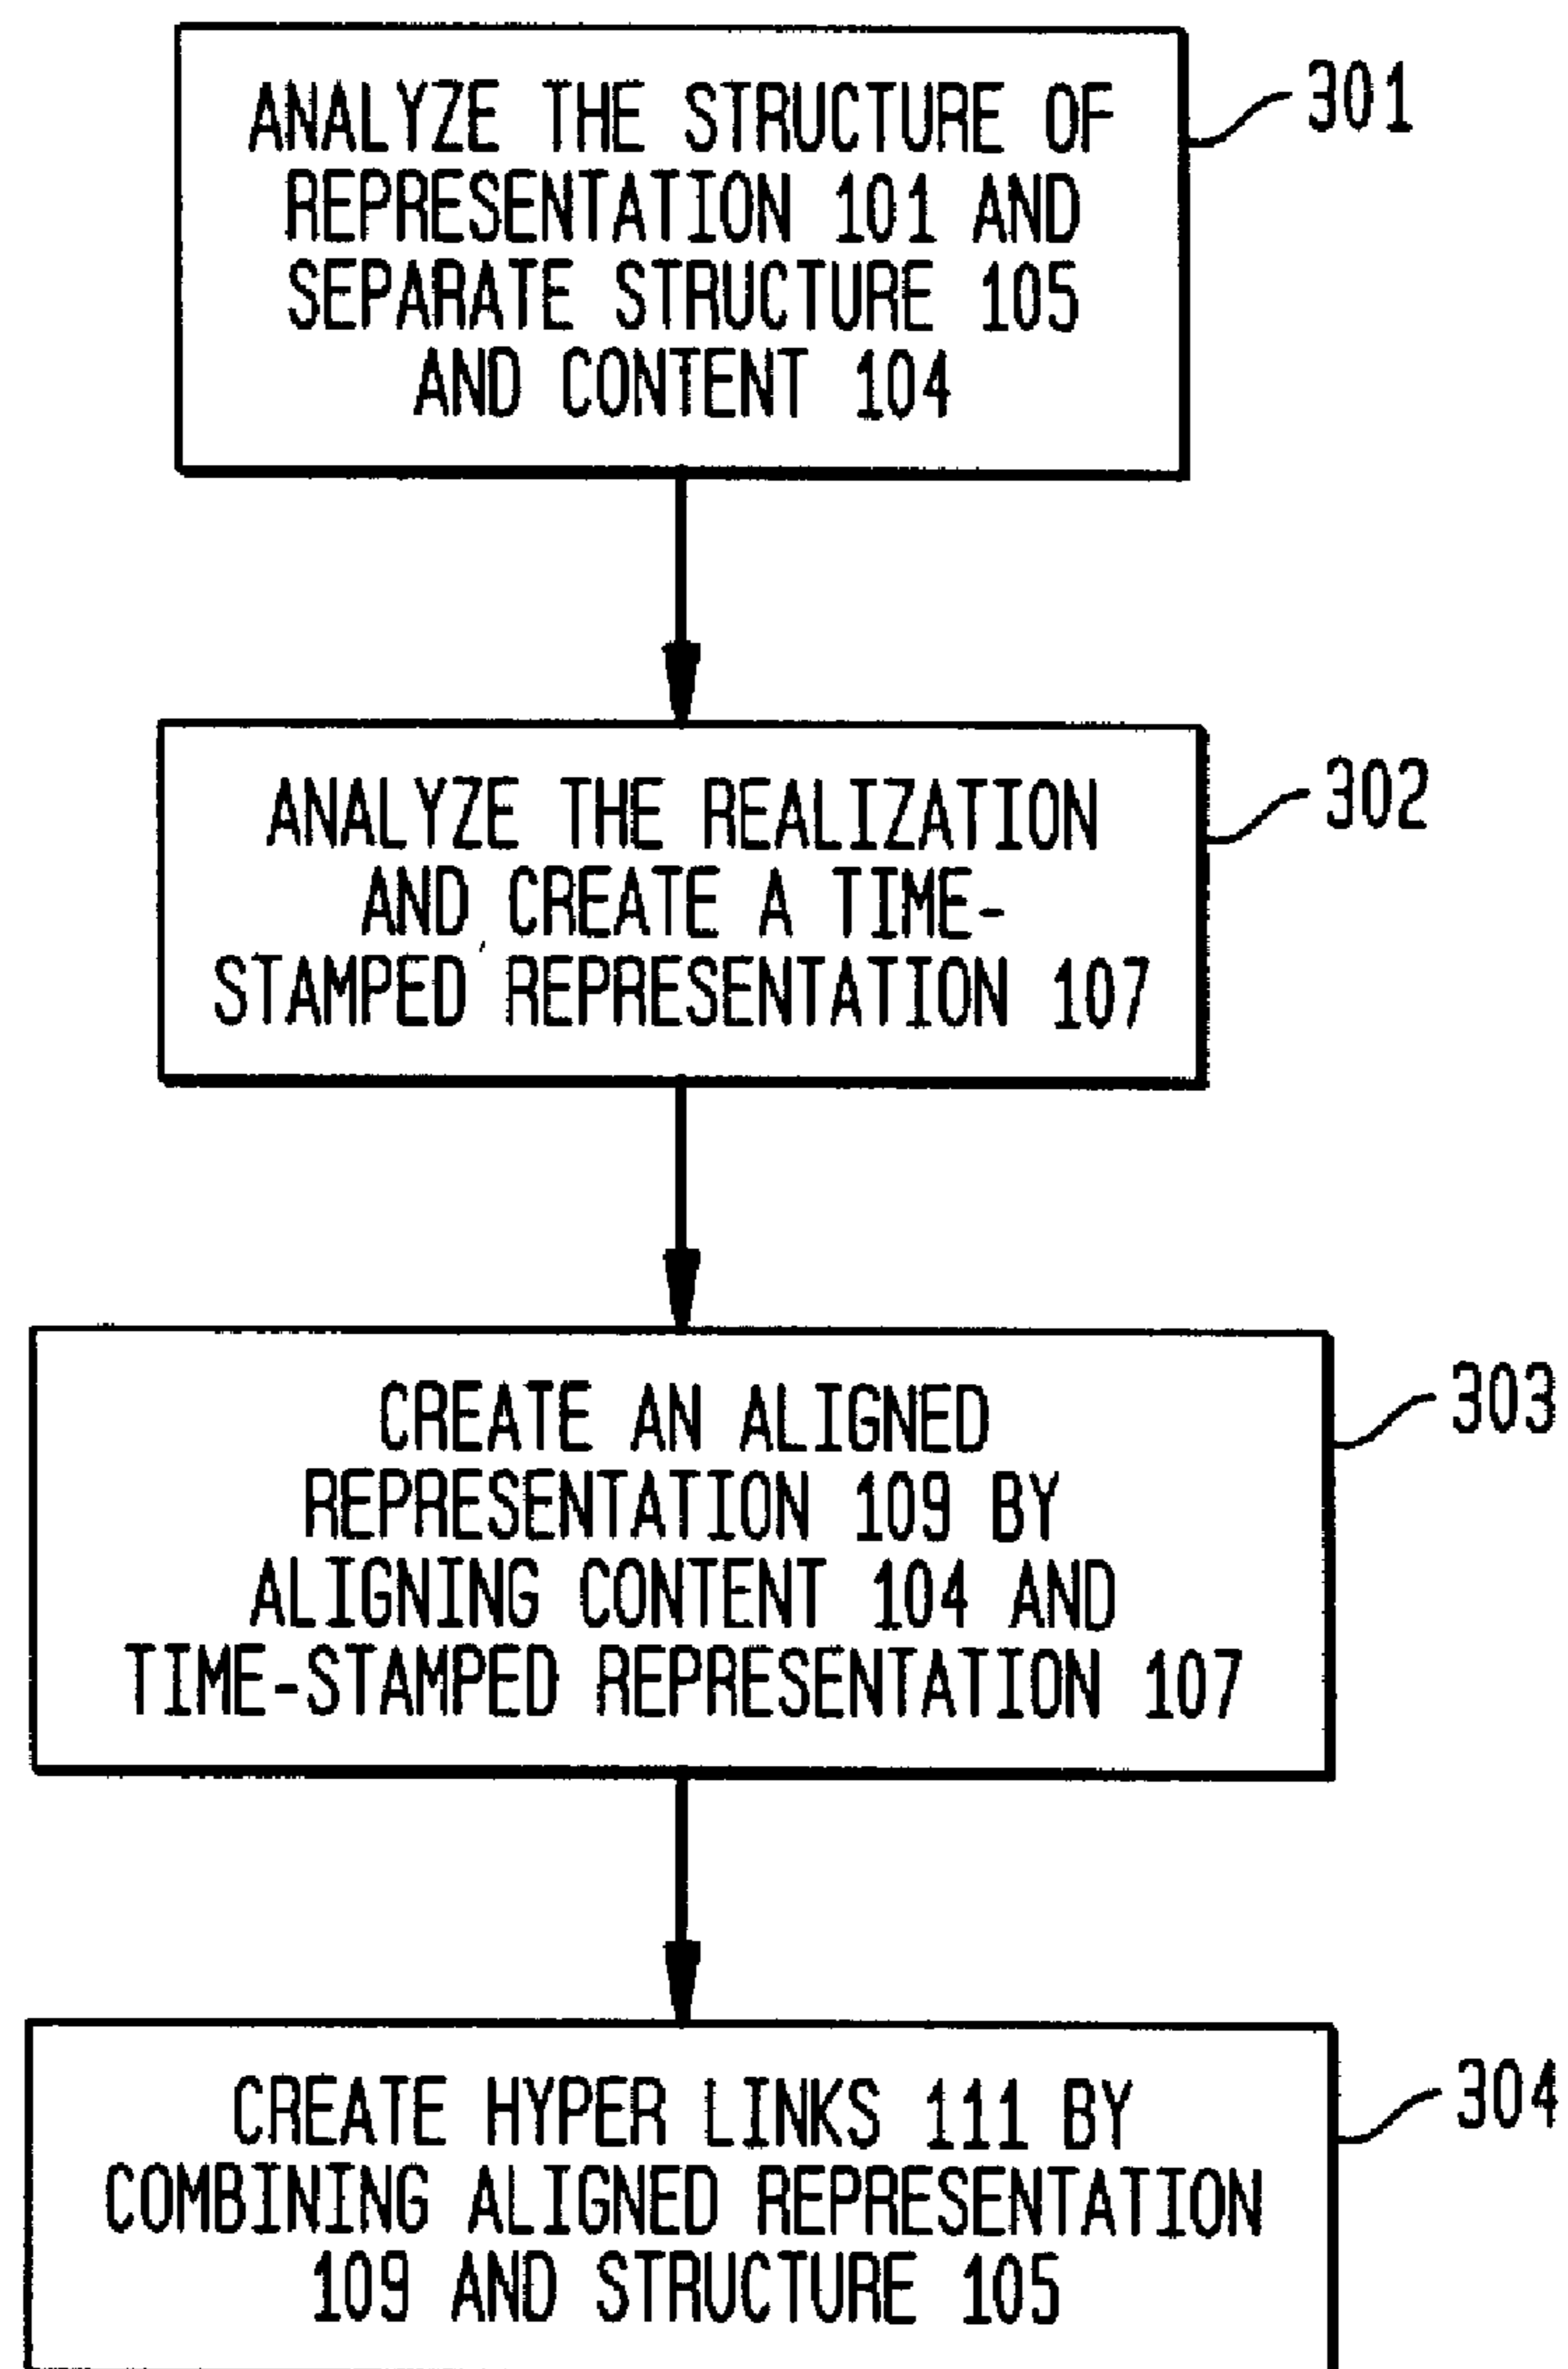 ANALYZE THE STRUCTURE OF
REPRESENTATION 101 AND
SEPARATE STRUCTURE 105
AND CONTENT 104
301
ANALYZE THE REALIZATION
AND CREATE A TIME-
STAMPED REPRESENTATION 107
302
CREATE AN ALIGNED
REPRESENTATION 109 BY
ALIGNING CONTENT 104 AND
TIME-STAMPED REPRESENTATION 107
303
CREATE HYPER LINKS 111 BY
COMBINING ALIGNED REPRESENTATION
109 AND STRUCTURE 105
304